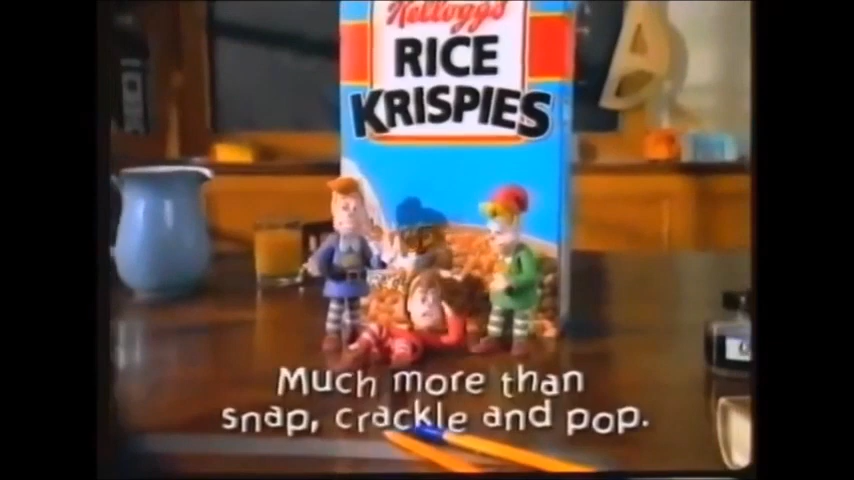 Kellogg's
RICE
KRISPIES
Much more than
snap, crackle and pop.